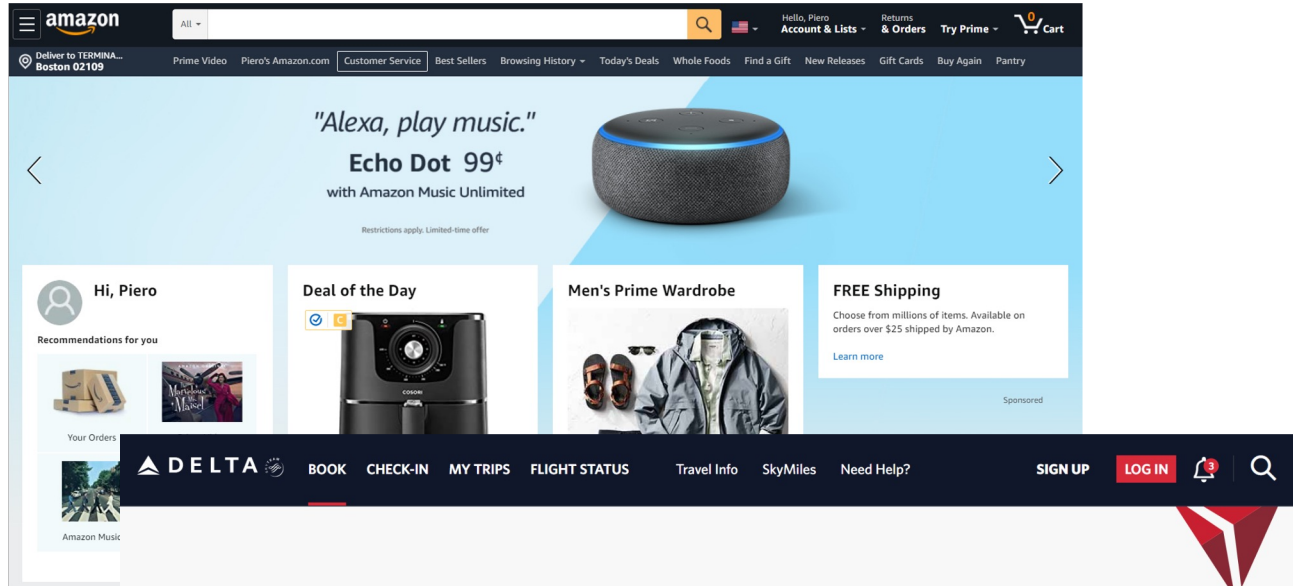 amazon
All
Hello, Piero
Account & Lists
Returns
& Orders
Try Prime
0
Cart
Deliver to TERMINA...
Boston 02109
Prime Video Piero's Amazon.com Customer Service Best Sellers Browsing History Today's Deals Whole Foods Find a Gift New Releases Gift Cards Buy Again Pantry
"Alexa, play music."
Echo Dot 99¢
with Amazon Music Unlimited
Restrictions apply. Limited-time offer
Hi, Piero
Recommendations for you
Your Orders
Marvelous
Mrs.
Maisel
Amazon Music
Deal of the Day
C
COSORI
Men's Prime Wardrobe
FREE Shipping
Choose from millions of items. Available on
orders over $25 shipped by Amazon.
Learn more
Sponsored
DELTA BOOK CHECK-IN MY TRIPS FLIGHT STATUS Travel Info SkyMiles Need Help? SIGN UP LOG IN 3